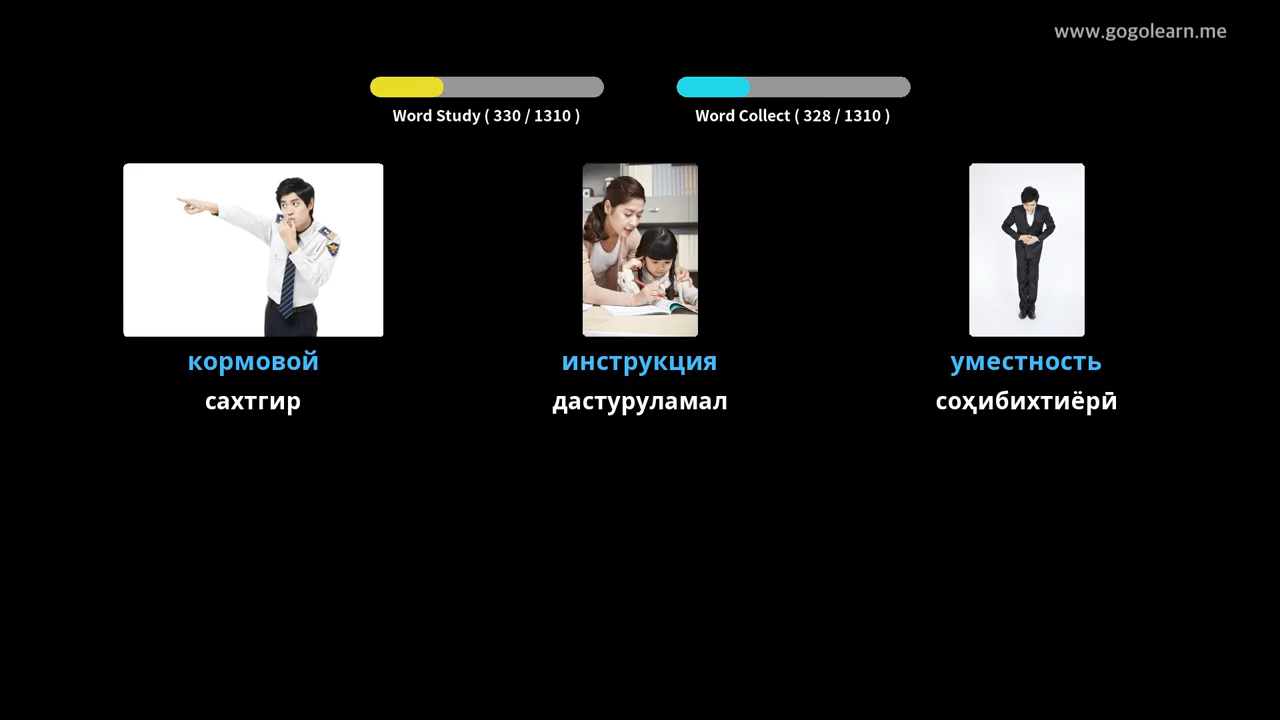 www.gogolearn.me
Word Study ( 330 / 1310 )
Word Collect ( 328 / 1310 )
кормовой
инструкция
уместность
сахтгир
дастуруламал
соҳибихтиёрӣ